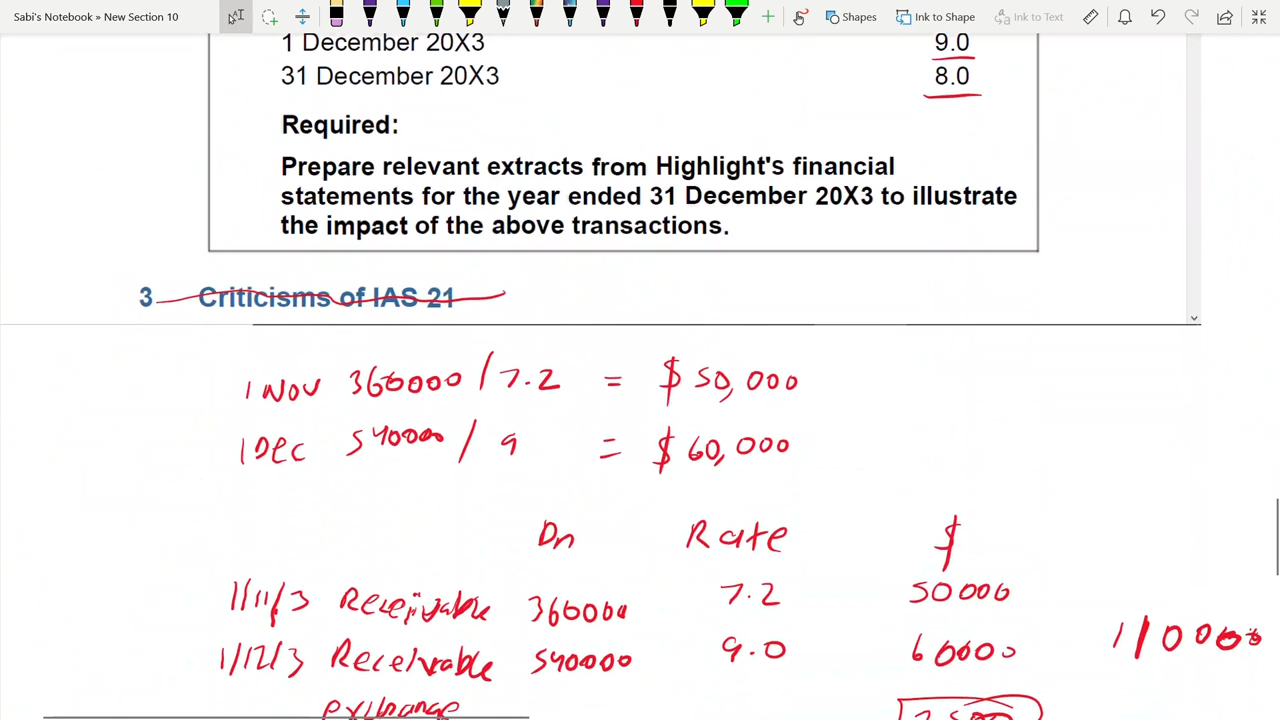 Sabi's Notebook » New Section 10
Shapes
Ink to Shape
Ink to Text
1 December 20X3 9.0
31 December 20X3 8.0
Required:
Prepare relevant extracts from Highlight's financial
statements for the year ended 31 December 20X3 to illustrate
the impact of the above transactions.
3 Criticisms of IAS 21
1 Nov 360000 / 7.2 = $ 50,000
1 Dec 540000 / 9 = $ 60,000
Dn Rate $
1/11/3 Receivable 360000 7.2 50000
1/12/3 Receivable 540000 9.0 60000 110000
exchange